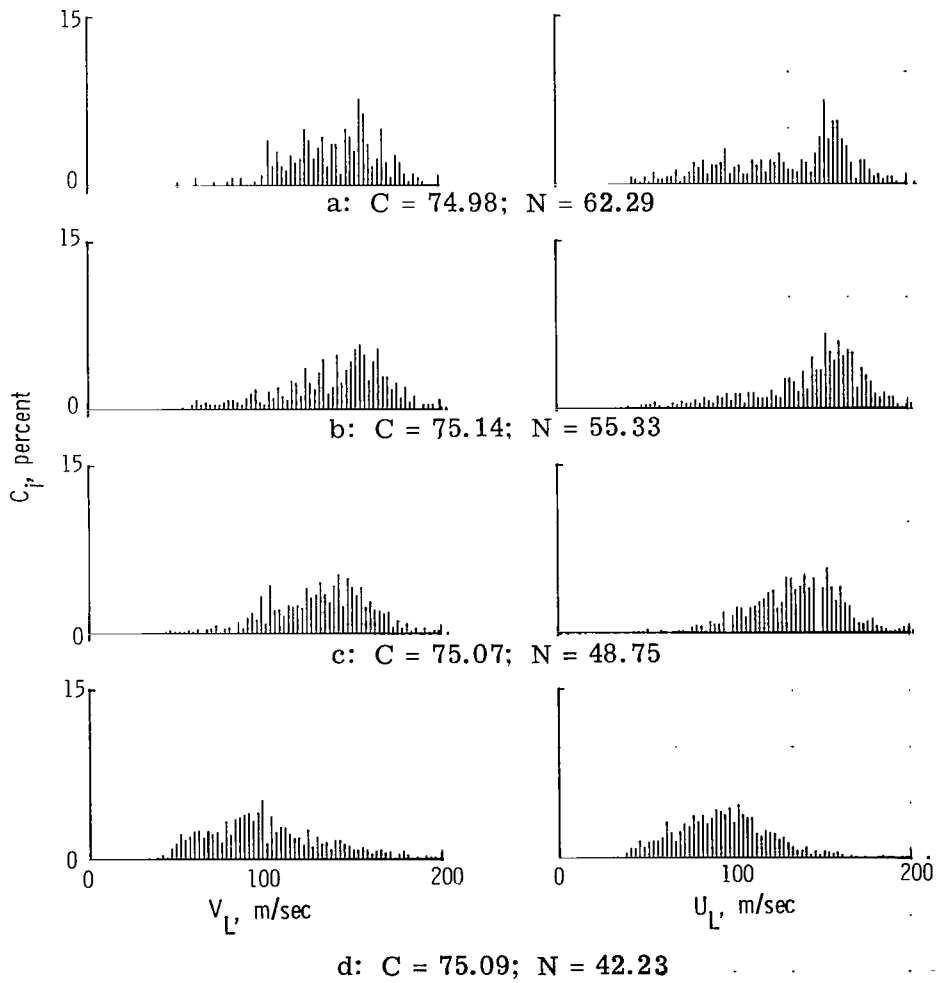 15
0
a: C = 74.98; N = 62.29
15
0
b: C = 75.14; N = 55.33
C_i, percent
15
0
c: C = 75.07; N = 48.75
15
0
0 100 200 0 100 200
V_L, m/sec U_L, m/sec
d: C = 75.09; N = 42.23